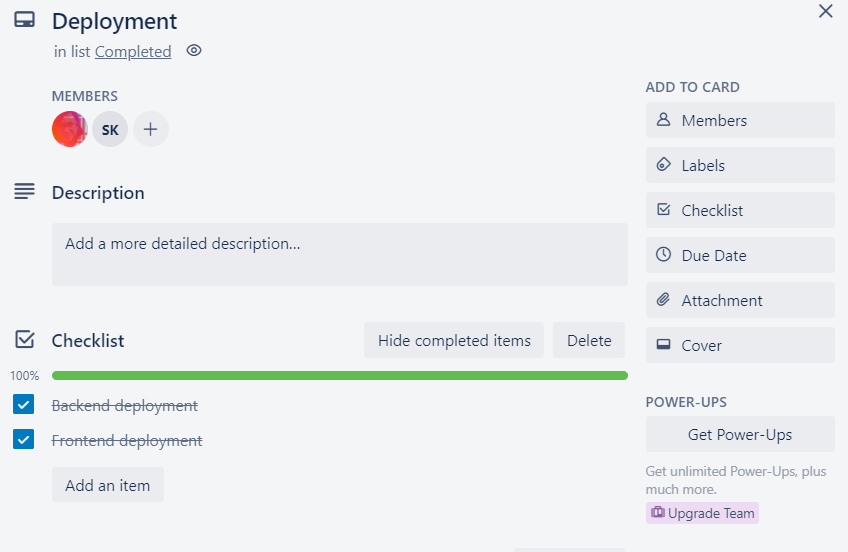 Deployment
in list Completed
MEMBERS
SK
Description
Add a more detailed description...
Checklist
Hide completed items
Delete
100%
Backend deployment
Frontend deployment
Add an item
ADD TO CARD
Members
Labels
Checklist
Due Date
Attachment
Cover
POWER-UPS
Get Power-Ups
Get unlimited Power-Ups, plus
much more.
Upgrade Team